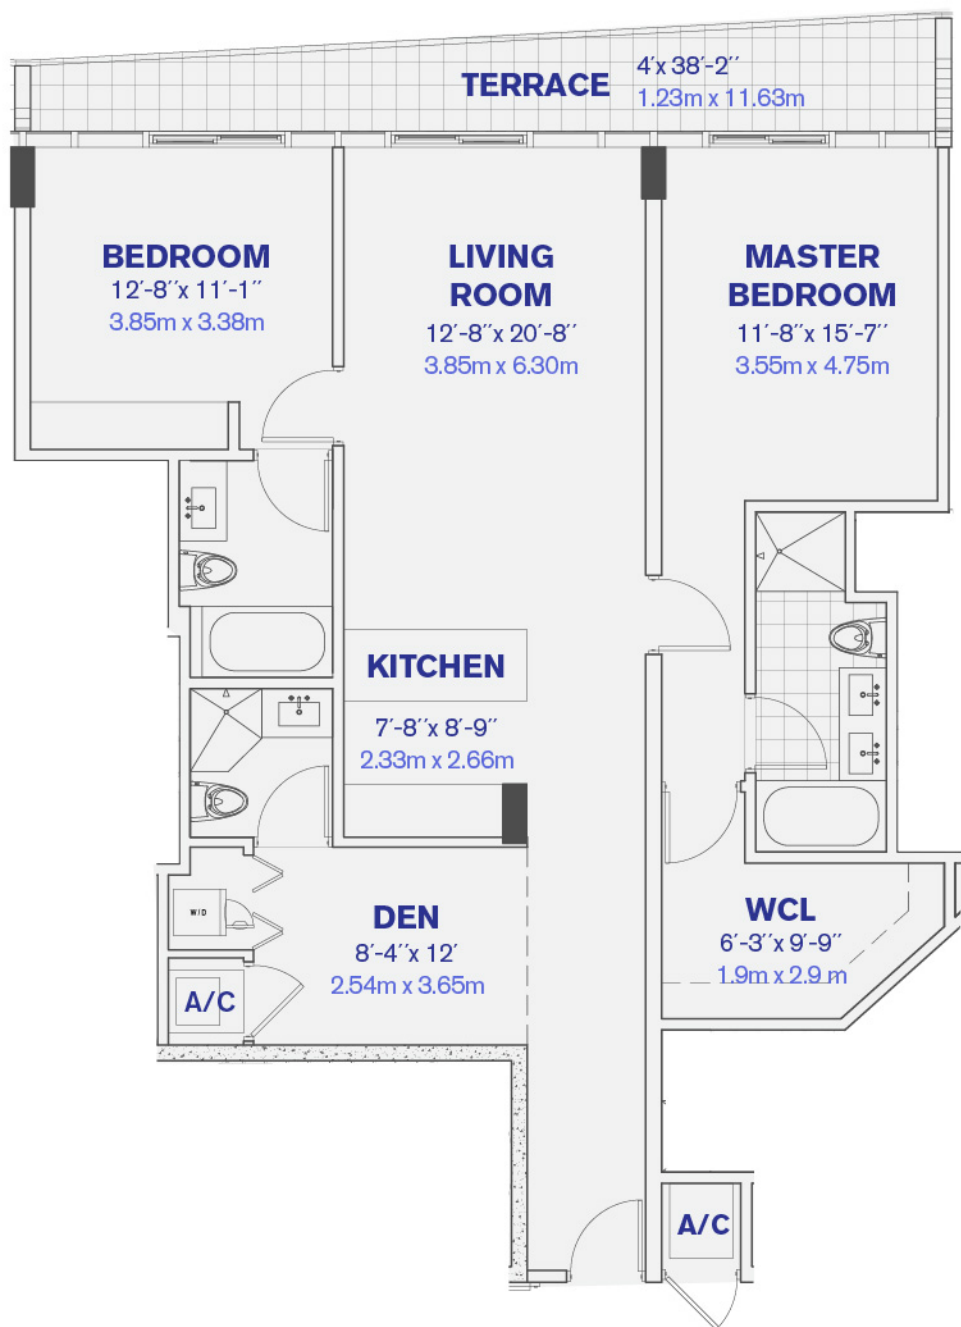 TERRACE
4′x 38′-2″
1.23m x 11.63m
BEDROOM
12′-8″x 11′-1″
3.85m x 3.38m
LIVING
ROOM
12′-8″x 20′-8″
3.85m x 6.30m
MASTER
BEDROOM
11′-8″x 15′-7″
3.55m x 4.75m
KITCHEN
7′-8″x 8′-9″
2.33m x 2.66m
W/D
DEN
8′-4″x 12′
2.54m x 3.65m
WCL
6′-3″x 9′-9″
1.9m x 2.9 m
A/C
A/C